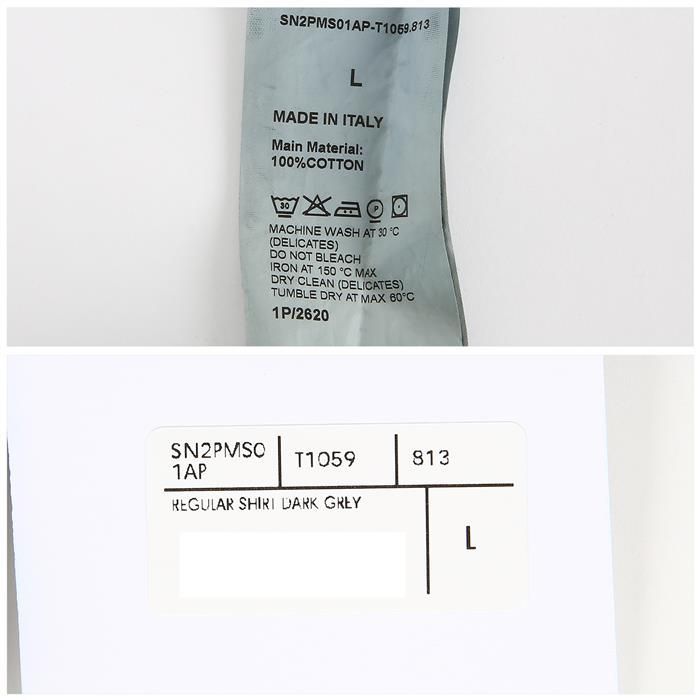 SN2PMS01AP-T1059.813
L
MADE IN ITALY
Main Material:
100%COTTON
30 P
MACHINE WASH AT 30 °C
(DELICATES)
DO NOT BLEACH
IRON AT 150 °C MAX
DRY CLEAN (DELICATES)
TUMBLE DRY AT MAX 60°C
1P/2620
SN2PMS0 T1059 813
1AP
REGULAR SHIRT DARK GREY
L